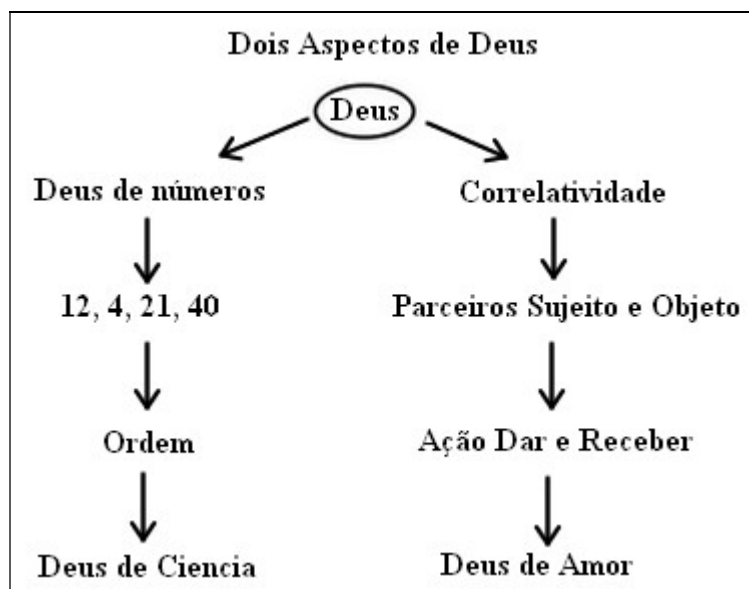 Dois Aspectos de Deus
Deus
Deus de números
Correlatividade
12, 4, 21, 40
Parceiros Sujeito e Objeto
Ordem
Ação Dar e Receber
Deus de Ciencia
Deus de Amor